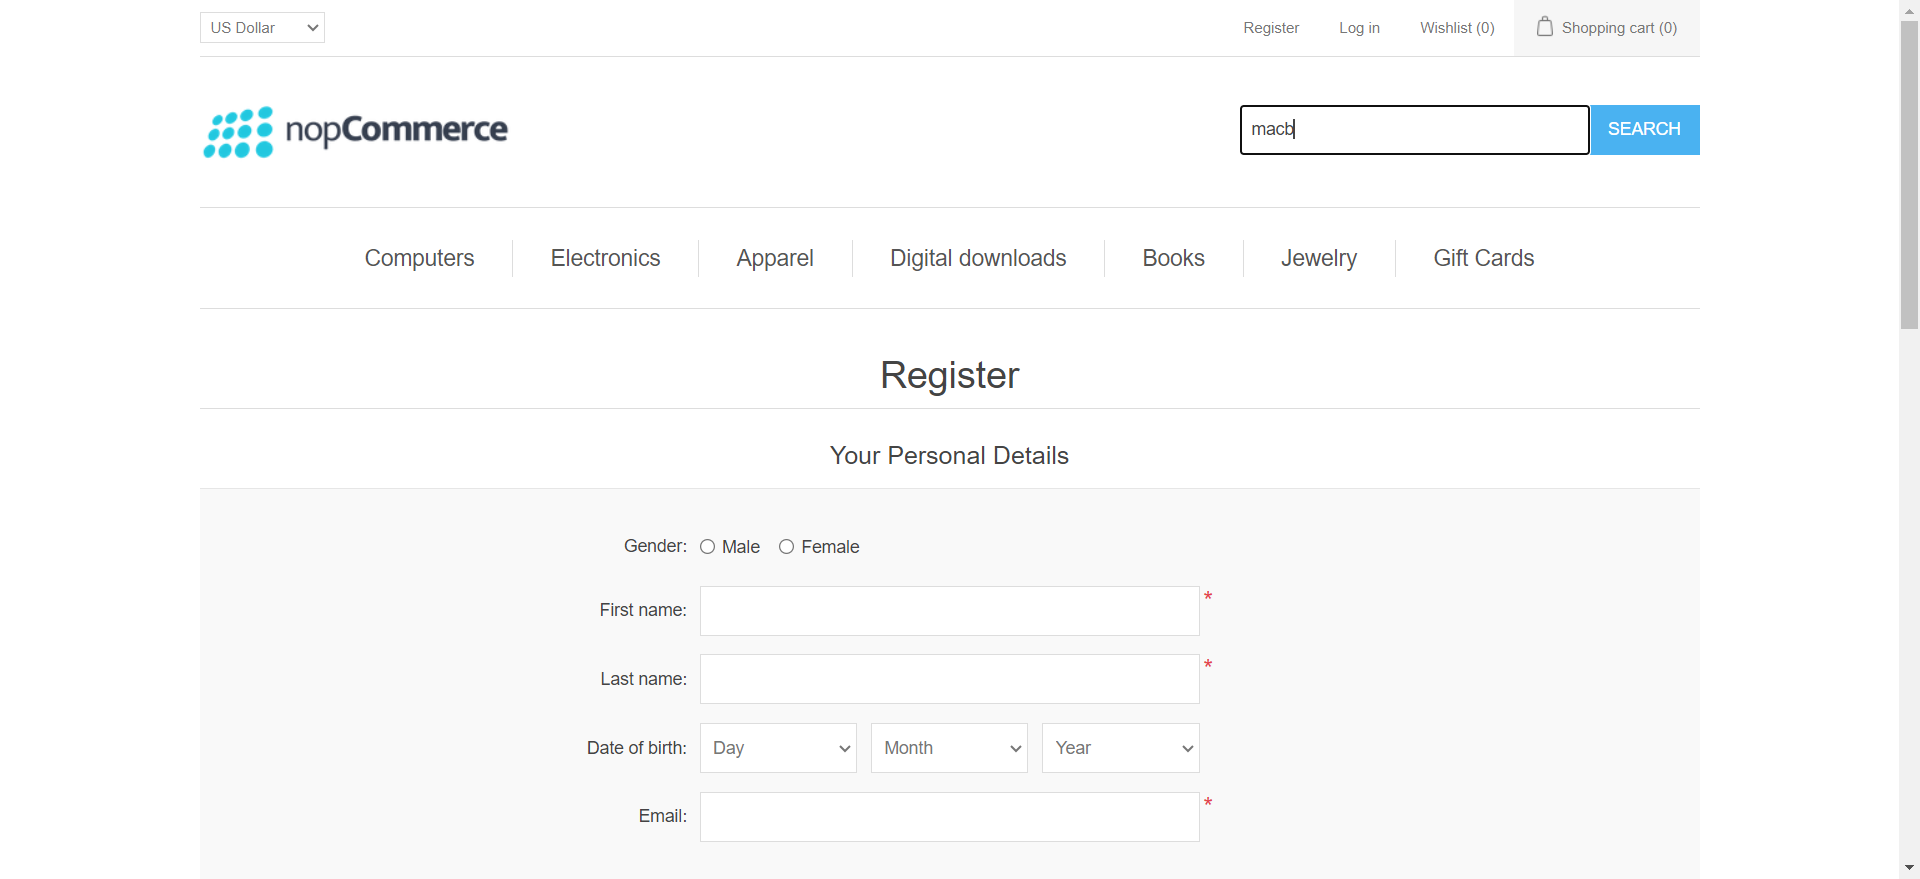 US Dollar Register Log in Wishlist (0) Shopping cart (0)
nopCommerce macb SEARCH
Computers Electronics Apparel Digital downloads Books Jewelry Gift Cards
Register
Your Personal Details
Gender: Male Female
First name: *
Last name: *
Date of birth: Day Month Year
Email: *